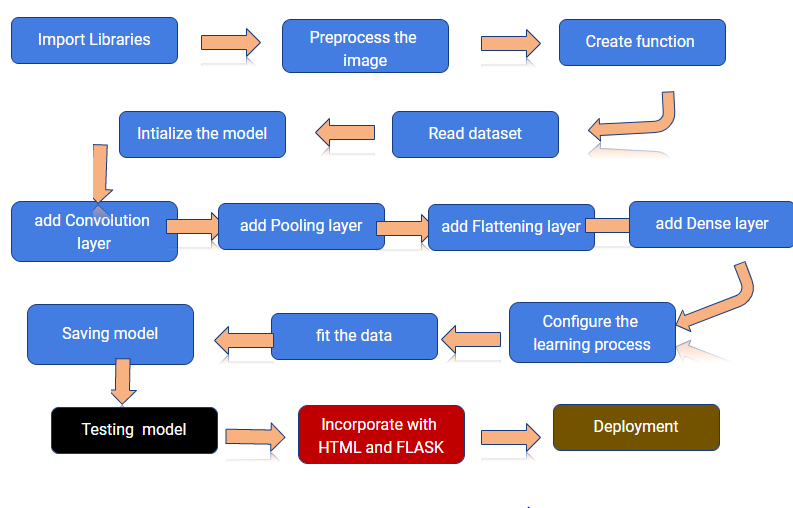 Import Libraries
Preprocess the
image
Create function
Intialize the model
Read dataset
add Convolution
layer
add Pooling layer
add Flattening layer
add Dense layer
Saving model
fit the data
Configure the
learning process
Testing model
Incorporate with
HTML and FLASK
Deployment